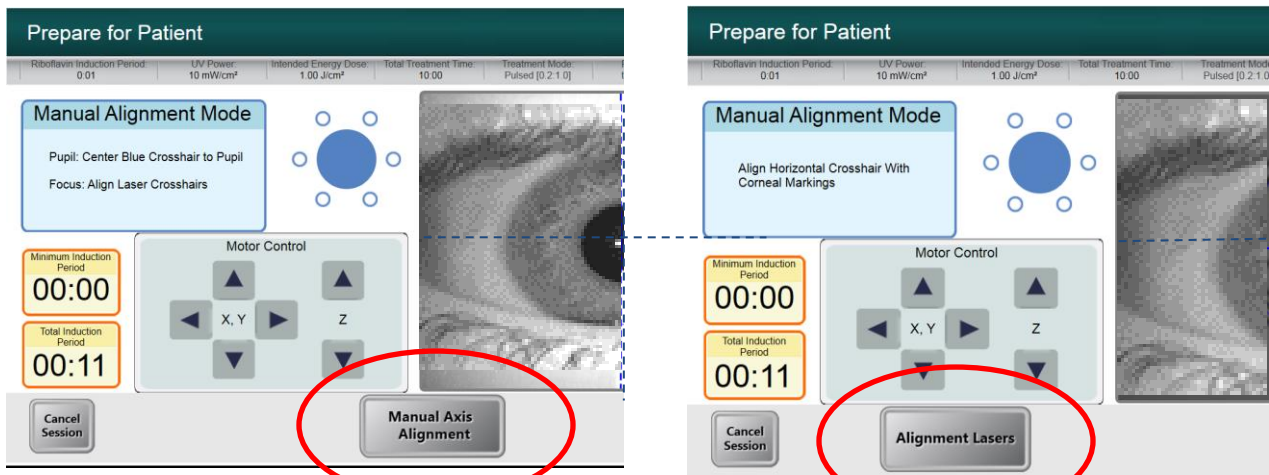 Prepare for Patient
Riboflavin Induction Period:
0:01
UV Power:
10 mW/cm²
Intended Energy Dose:
1.00 J/cm²
Total Treatment Time:
10:00
Treatment Mode:
Pulsed [0.2:1.0]
Manual Alignment Mode
Pupil: Center Blue Crosshair to Pupil
Focus: Align Laser Crosshairs
Minimum Induction
Period
00:00
Total Induction
Period
00:11
Motor Control
X, Y
Z
Cancel
Session
Manual Axis
Alignment
Prepare for Patient
Riboflavin Induction Period:
0:01
UV Power:
10 mW/cm²
Intended Energy Dose:
1.00 J/cm²
Total Treatment Time:
10:00
Treatment Mode
Pulsed [0.2:1.0
Manual Alignment Mode
Align Horizontal Crosshair With
Corneal Markings
Minimum Induction
Period
00:00
Total Induction
Period
00:11
Motor Control
X, Y
Z
Cancel
Session
Alignment Lasers